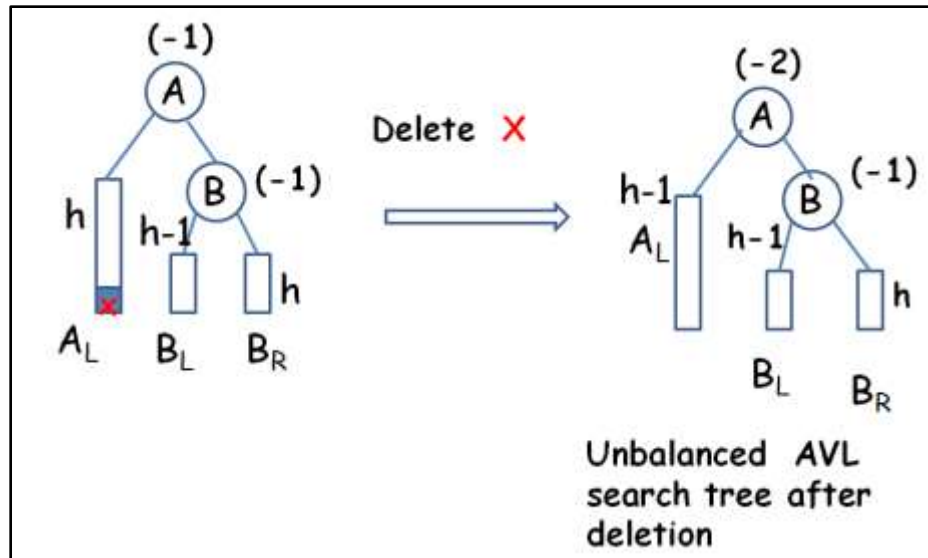 (-1)
A
B (-1)
h
h-1
h
x
A_L B_L B_R
Delete X
(-2)
A
B (-1)
h-1
A_L
h-1
h
B_L B_R
Unbalanced AVL
search tree after
deletion